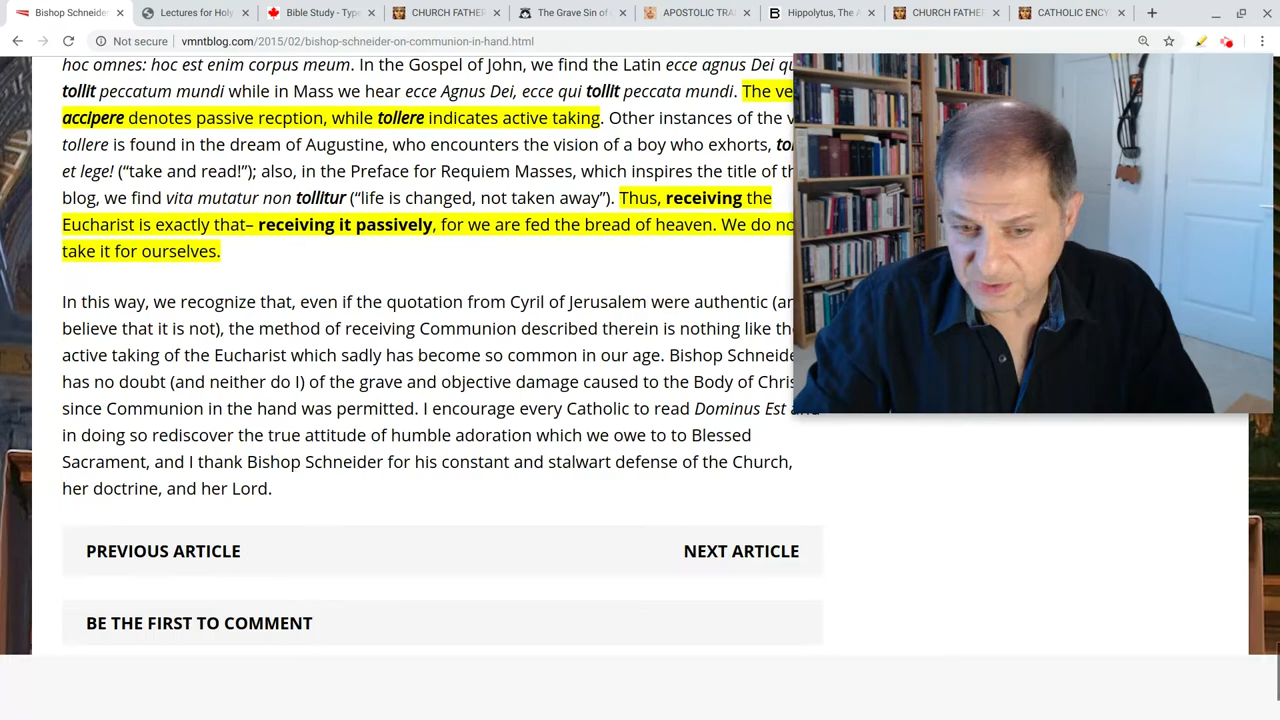 Bishop Schneider
Lectures for Holy
Bible Study - Type
CHURCH FATHER
The Grave Sin of
APOSTOLIC TRA
Hippolytus, The A
CHURCH FATHER
CATHOLIC ENCY
Not secure vmntblog.com/2015/02/bishop-schneider-on-communion-in-hand.html
hoc omnes: hoc est enim corpus meum. In the Gospel of John, we find the Latin ecce agnus Dei
tollit peccatum mundi while in Mass we hear ecce Agnus Dei, ecce qui tollit peccata mundi. The
accipere denotes passive recption, while tollere indicates active taking. Other instances of the
tollere is found in the dream of Augustine, who encounters the vision of a boy who exhorts,
et lege! (“take and read!”); also, in the Preface for Requiem Masses, which inspires the title of
blog, we find vita mutatur non tollitur (“life is changed, not taken away”). Thus, receiving the
Eucharist is exactly that– receiving it passively, for we are fed the bread of heaven. We do
take it for ourselves.
In this way, we recognize that, even if the quotation from Cyril of Jerusalem were authentic
believe that it is not), the method of receiving Communion described therein is nothing like
active taking of the Eucharist which sadly has become so common in our age. Bishop
has no doubt (and neither do I) of the grave and objective damage caused to the Body of
since Communion in the hand was permitted. I encourage every Catholic to read Dominus Est and
in doing so rediscover the true attitude of humble adoration which we owe to to Blessed
Sacrament, and I thank Bishop Schneider for his constant and stalwart defense of the Church,
her doctrine, and her Lord.
PREVIOUS ARTICLE NEXT ARTICLE
BE THE FIRST TO COMMENT